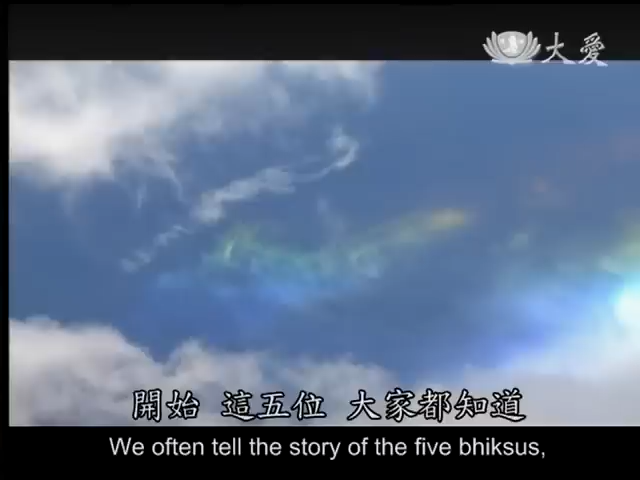 大愛
開始 這五位 大家都知道
We often tell the story of the five bhiksus,